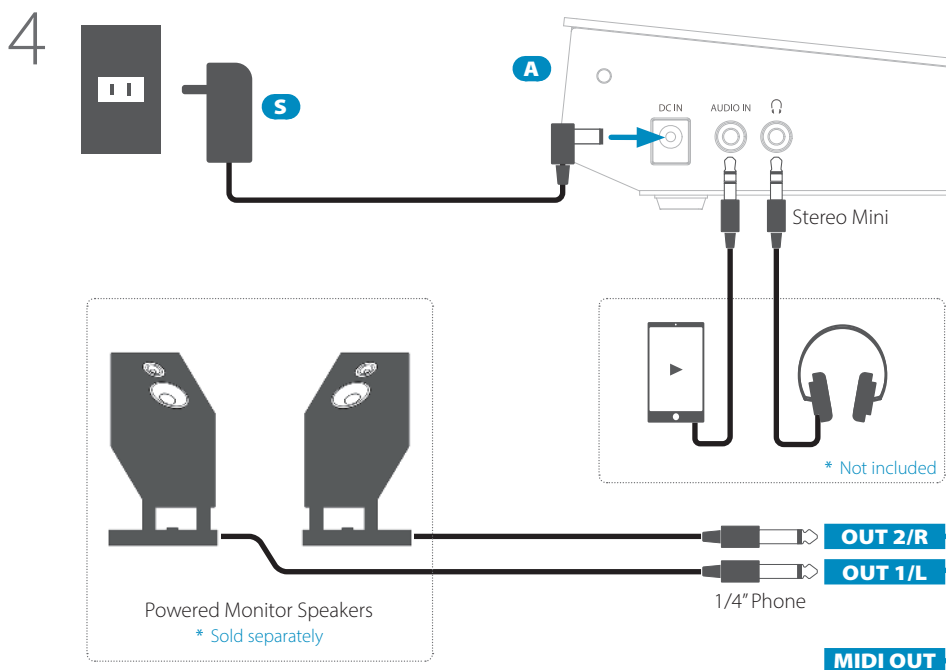 4
S
A
DC IN
AUDIO IN
Stereo Mini
* Not included
OUT 2/R
OUT 1/L
1/4” Phone
Powered Monitor Speakers
* Sold separately
MIDI OUT